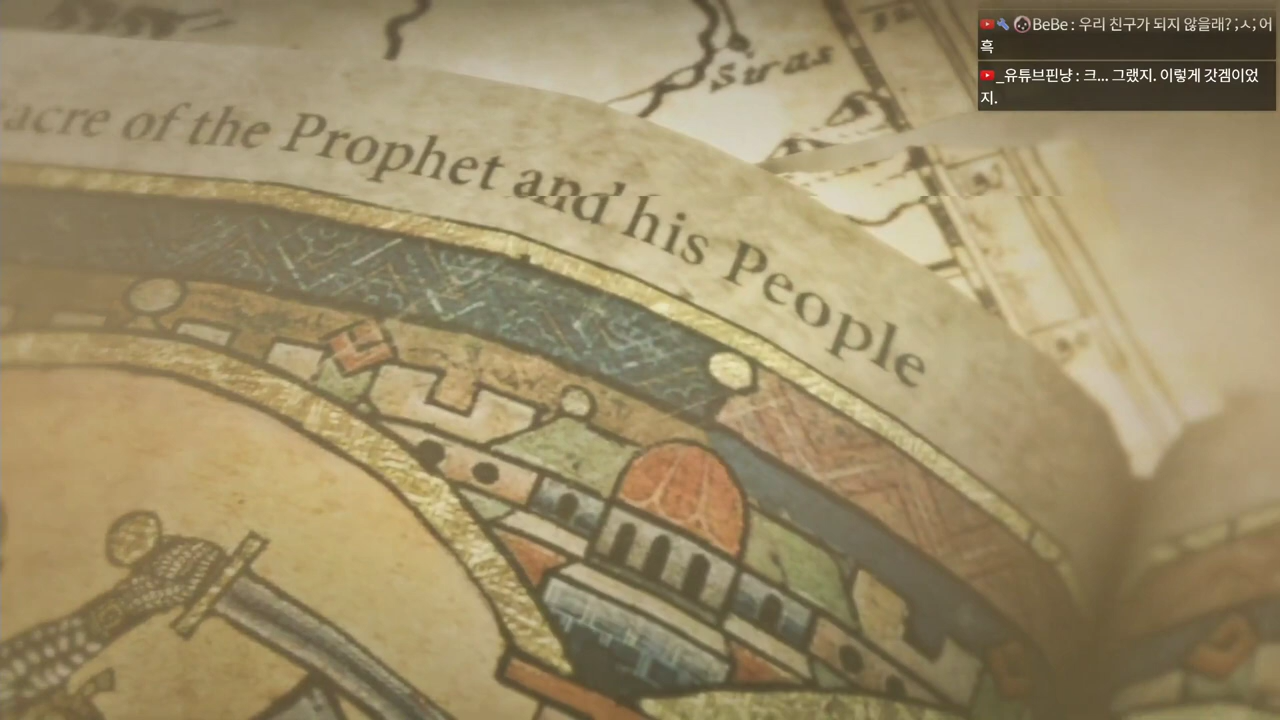 BeBe : 우리 친구가 되지 않을래? ;ㅅ; 어
흑
_유튜브핀냥 : 크... 그랬지. 이렇게 갓겜이었
지.
Siras
acre of the Prophet and his People